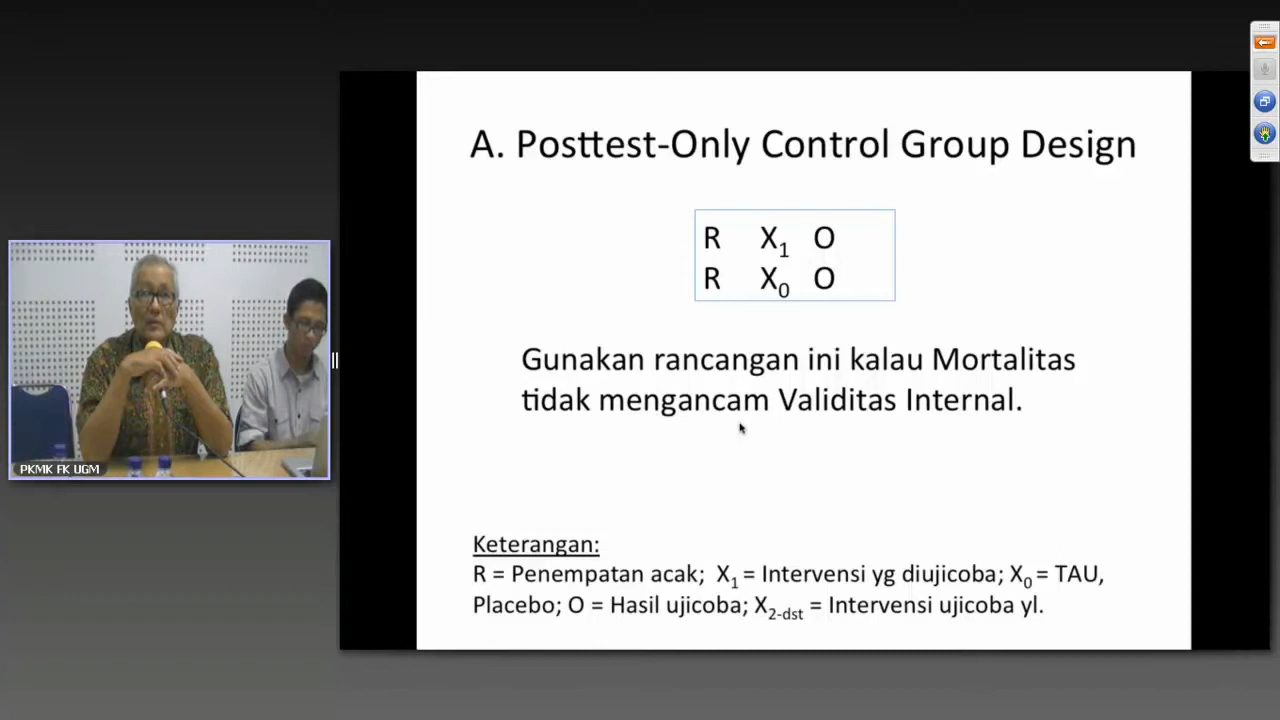 A. Posttest-Only Control Group Design
R X₁ O
R X₀ O
Gunakan rancangan ini kalau Mortalitas
tidak mengancam Validitas Internal.
Keterangan:
R = Penempatan acak; X₁ = Intervensi yg diujicoba; X₀ = TAU,
Placebo; O = Hasil ujicoba; X₂₋dst = Intervensi ujicoba yl.
PKMK FK UGM